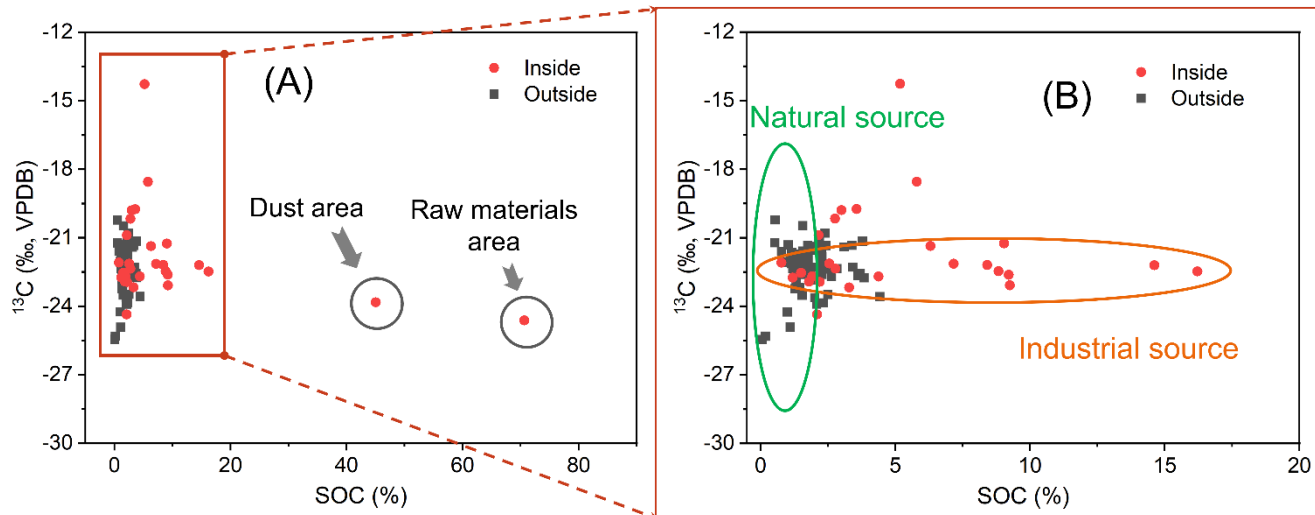 (A)
Inside
Outside
Dust area
Raw materials
area
-12
-15
-18
-21
-24
-27
-30
¹³C (‰, VPDB)
0
20
40
60
80
SOC (%)
(B)
Inside
Outside
Natural source
Industrial source
-12
-15
-18
-21
-24
-27
-30
¹³C (‰, VPDB)
0
5
10
15
20
SOC (%)